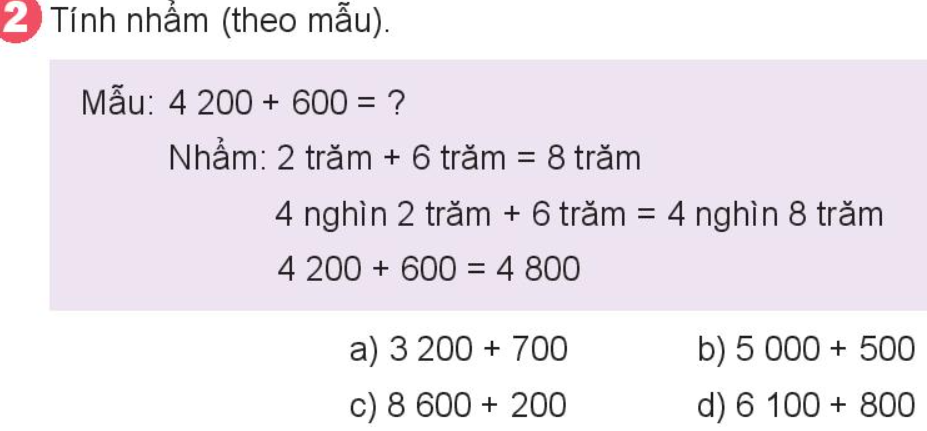 2 Tính nhẩm (theo mẫu).
Mẫu: 4 200 + 600 = ?
Nhẩm: 2 trăm + 6 trăm = 8 trăm
4 nghìn 2 trăm + 6 trăm = 4 nghìn 8 trăm
4 200 + 600 = 4 800
a) 3 200 + 700 b) 5 000 + 500
c) 8 600 + 200 d) 6 100 + 800